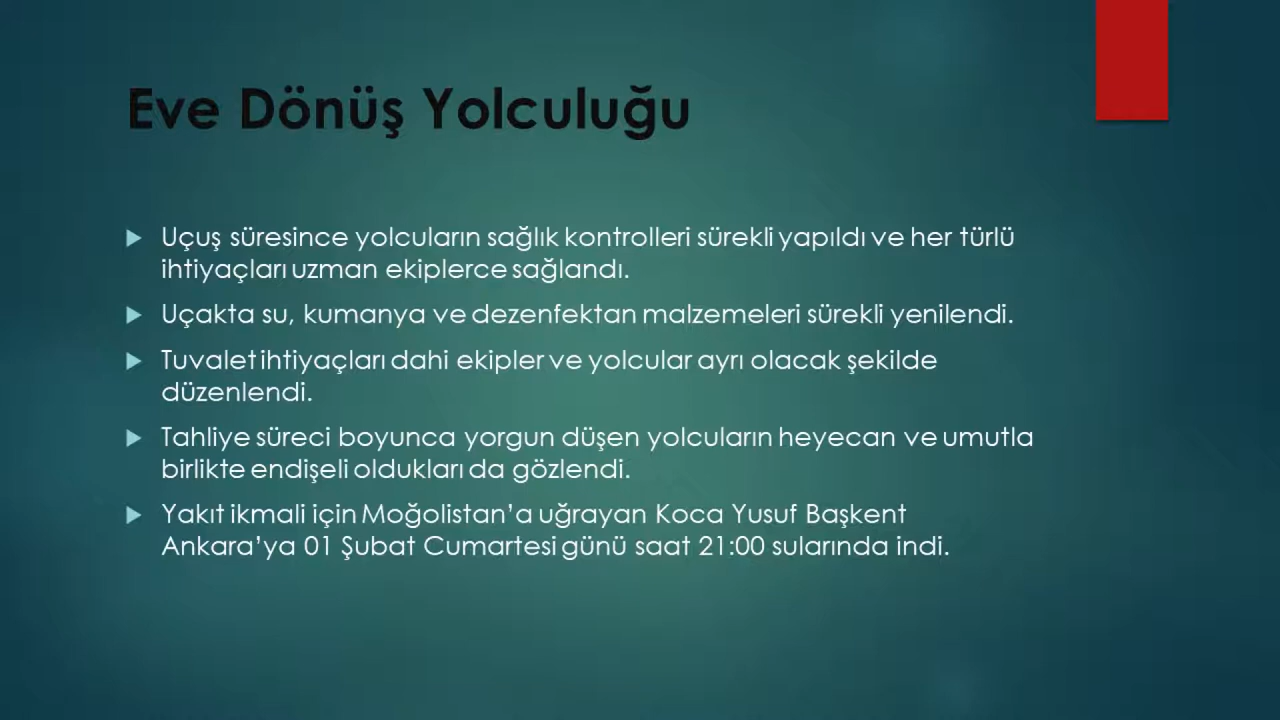 Eve Dönüş Yolculuğu
Uçuş süresince yolcuların sağlık kontrolleri sürekli yapıldı ve her türlü
ihtiyaçları uzman ekiplerce sağlandı.
Uçakta su, kumanya ve dezenfektan malzemeleri sürekli yenilendi.
Tuvalet ihtiyaçları dahi ekipler ve yolcular ayrı olacak şekilde
düzenlendi.
Tahliye süreci boyunca yorgun düşen yolcuların heyecan ve umutla
birlikte endişeli oldukları da gözlendi.
Yakıt ikmali için Moğolistan’a uğrayan Koca Yusuf Başkent
Ankara’ya 01 Şubat Cumartesi günü saat 21:00 sularında indi.